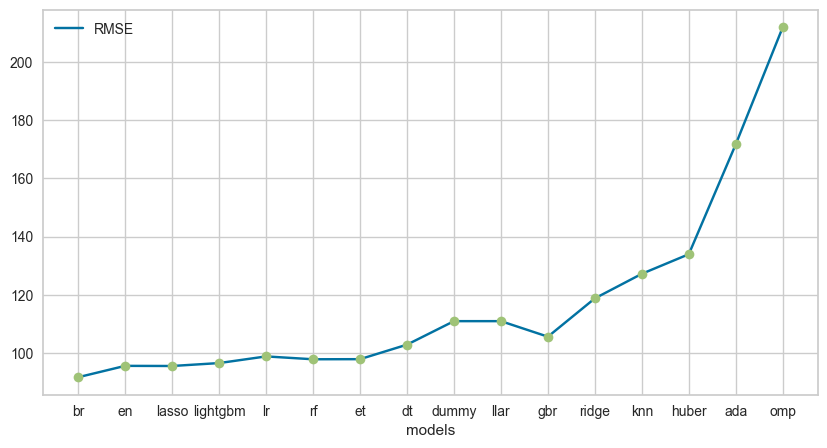 RMSE
200
180
160
140
120
100
br en lasso lightgbm lr rf et dt dummy llar gbr ridge knn huber ada omp
models